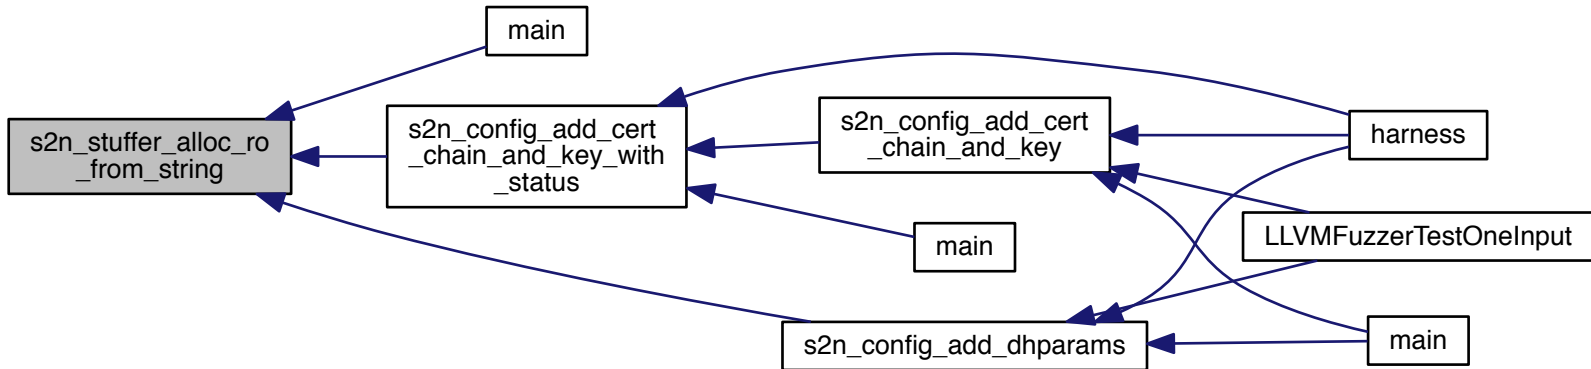 main
s2n_stuffer_alloc_ro
_from_string
s2n_config_add_cert
_chain_and_key_with
_status
s2n_config_add_cert
_chain_and_key
harness
main
LLVMFuzzerTestOneInput
s2n_config_add_dhparams
main